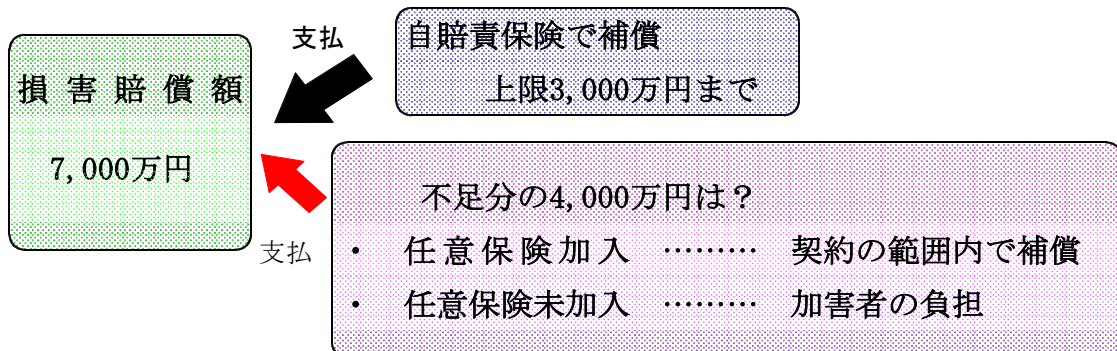 損害賠償額
7,000万円
支払
自賠責保険で補償
上限3,000万円まで
支払
不足分の4,000万円は？
・ 任意保険加入 ……… 契約の範囲内で補償
・ 任意保険未加入 ……… 加害者の負担